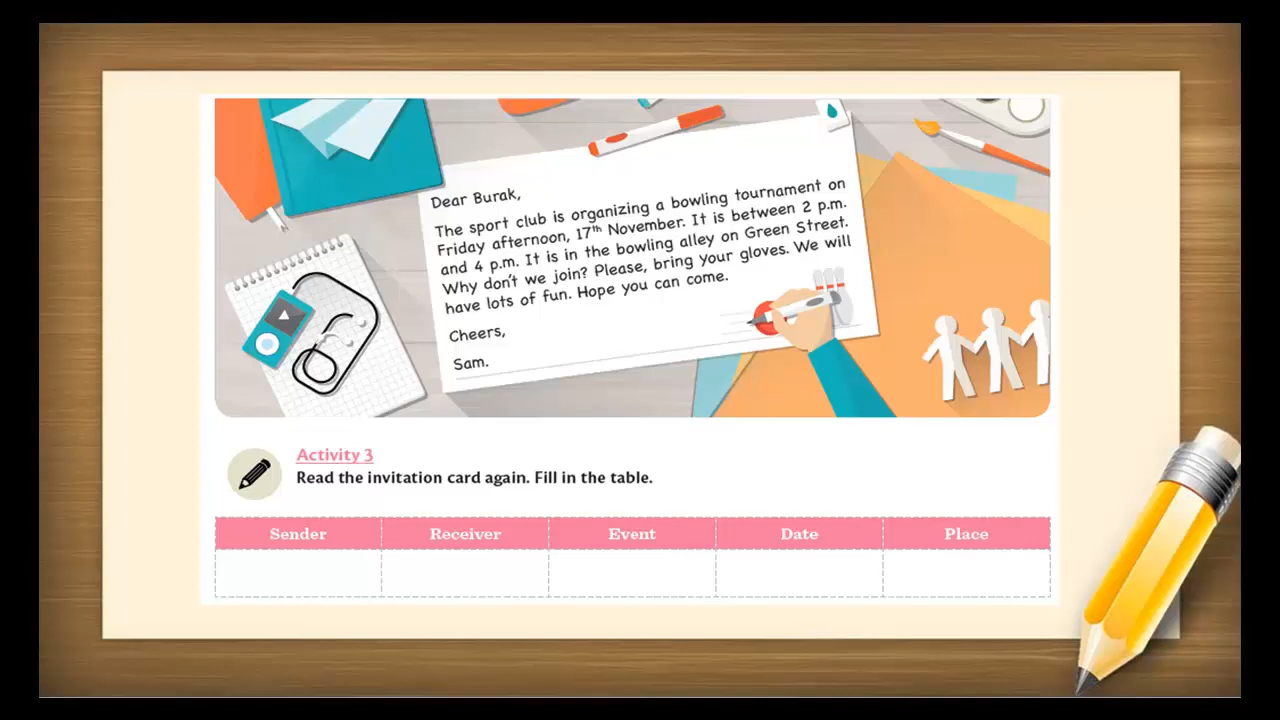 Dear Burak,
The sport club is organizing a bowling tournament on
Friday afternoon, 17th November. It is between 2 p.m.
and 4 p.m. It is in the bowling alley on Green Street.
Why don't we join? Please, bring your gloves. We will
have lots of fun. Hope you can come.
Cheers,
Sam.
Activity 3
Read the invitation card again. Fill in the table.
Sender Receiver Event Date Place